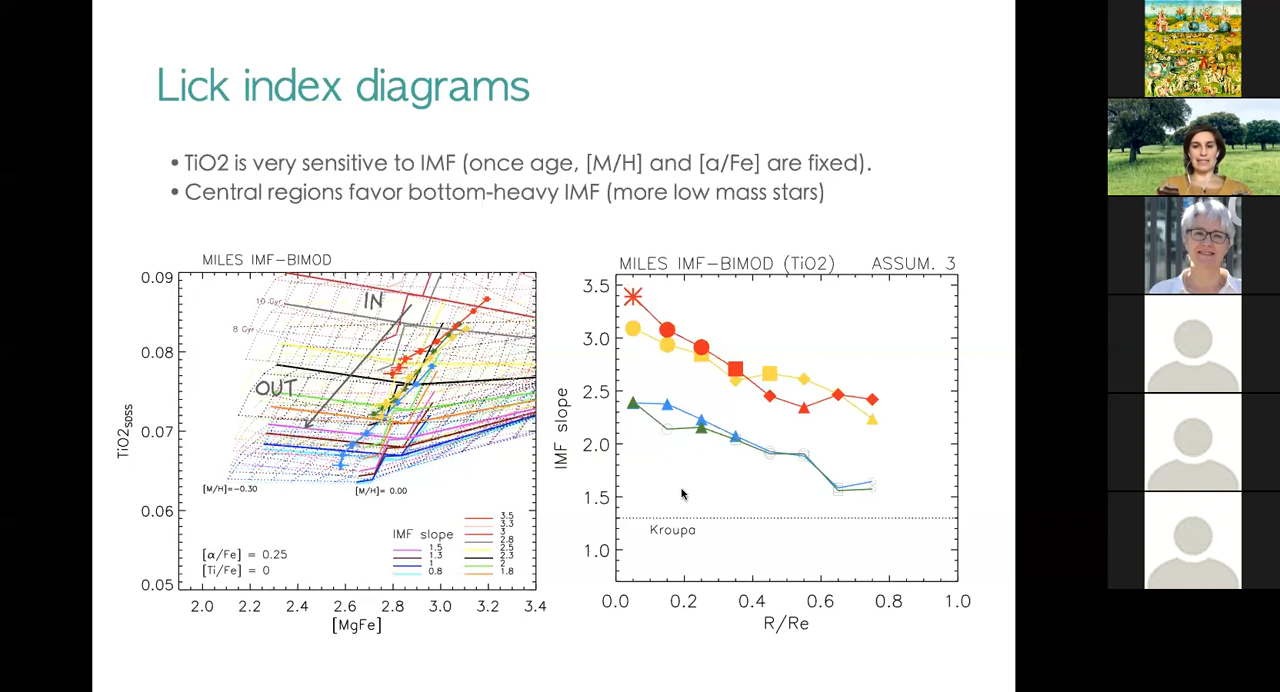 Lick index diagrams
• TiO2 is very sensitive to IMF (once age, [M/H] and [α/Fe] are fixed).
• Central regions favor bottom-heavy IMF (more low mass stars)
MILES IMF-BIMOD
0.09
0.08
0.07
0.06
0.05
TiO2SDSS
10 Gyr
8 Gyr
IN
OUT
[M/H]=-0.30
[M/H]= 0.00
[α/Fe] = 0.25
[Ti/Fe] = 0
IMF slope
1.5
1.3
1
0.8
3.5
3.3
3
2.8
2.5
2.3
2
1.8
2.0 2.2 2.4 2.6 2.8 3.0 3.2 3.4
[MgFe]
MILES IMF-BIMOD (TiO2) ASSUM. 3
3.5
3.0
2.5
2.0
1.5
1.0
IMF slope
Kroupa
0.0 0.2 0.4 0.6 0.8 1.0
R/Re